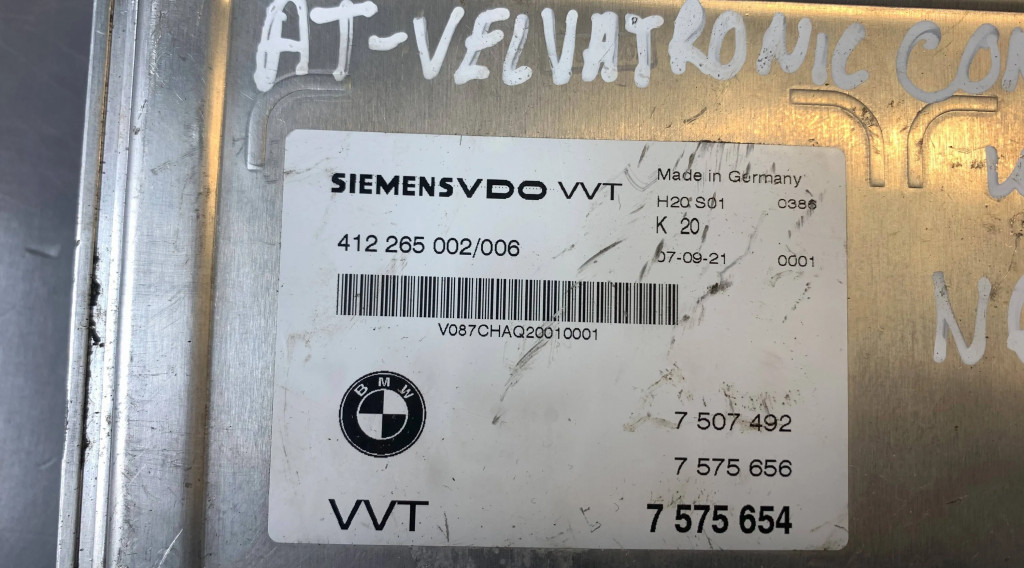 AT-VELVATRONIC CON
SIEMENSVDO VVT
Made in Germany
H20 S01 0386
K 20
412 265 002/006
07-09-21 0001
V087CHAQ20010001
BMW
7 507 492
7 575 656
VVT 7 575 654